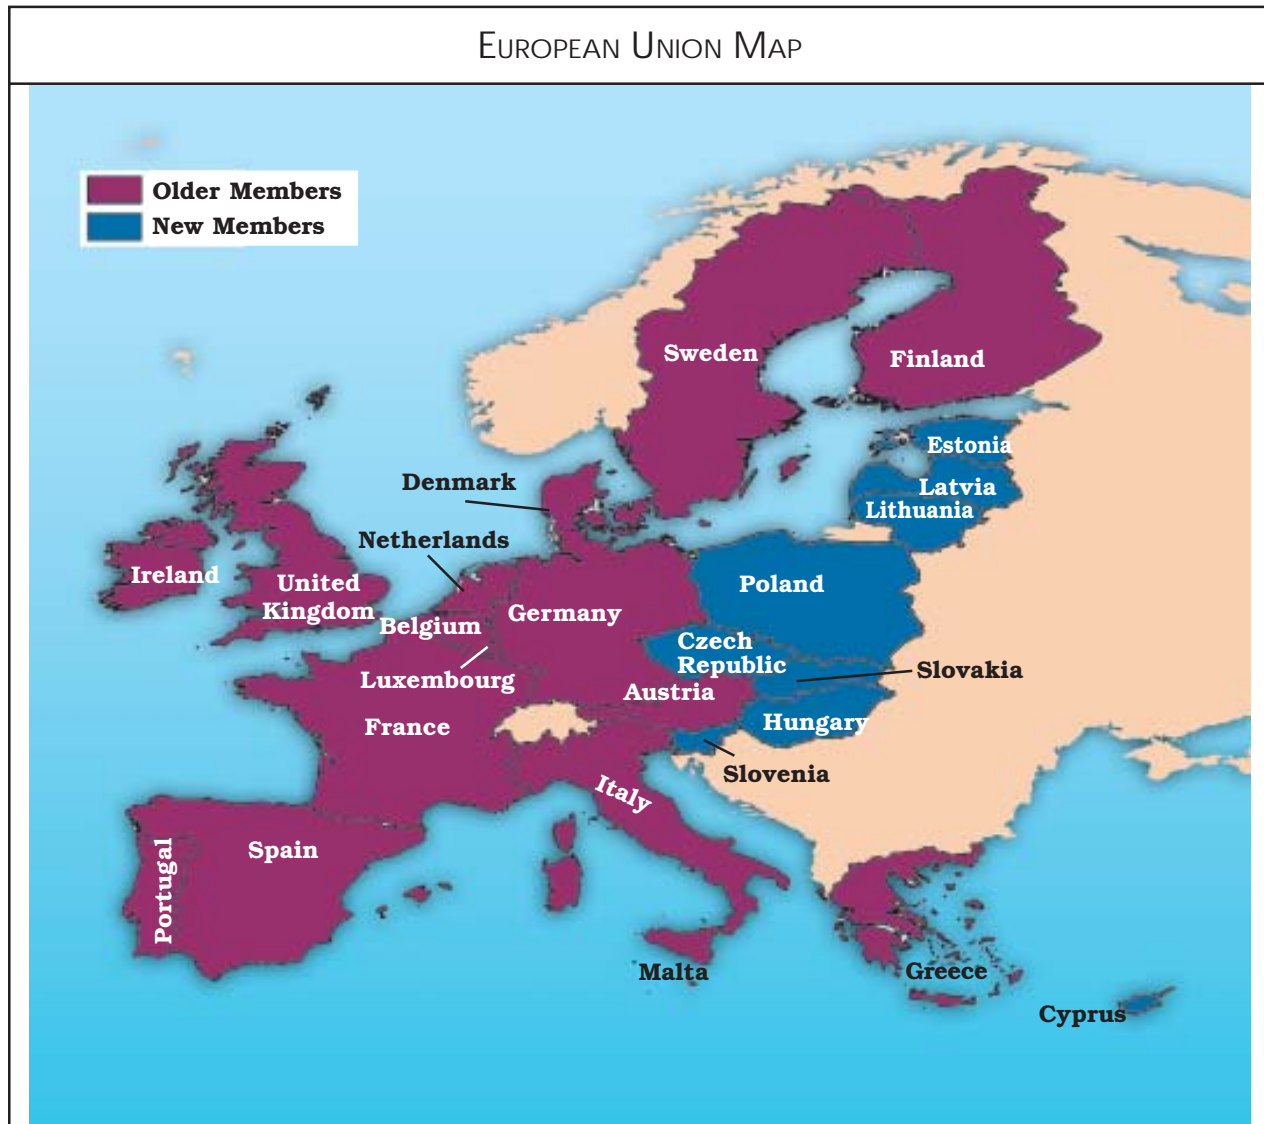 European Union Map
Older Members
New Members
Sweden
Finland
Estonia
Latvia
Lithuania
Denmark
Netherlands
Ireland
United
Kingdom
Belgium
Germany
Poland
Czech
Republic
Slovakia
Luxembourg
Austria
France
Hungary
Slovenia
Italy
Spain
Portugal
Malta
Greece
Cyprus